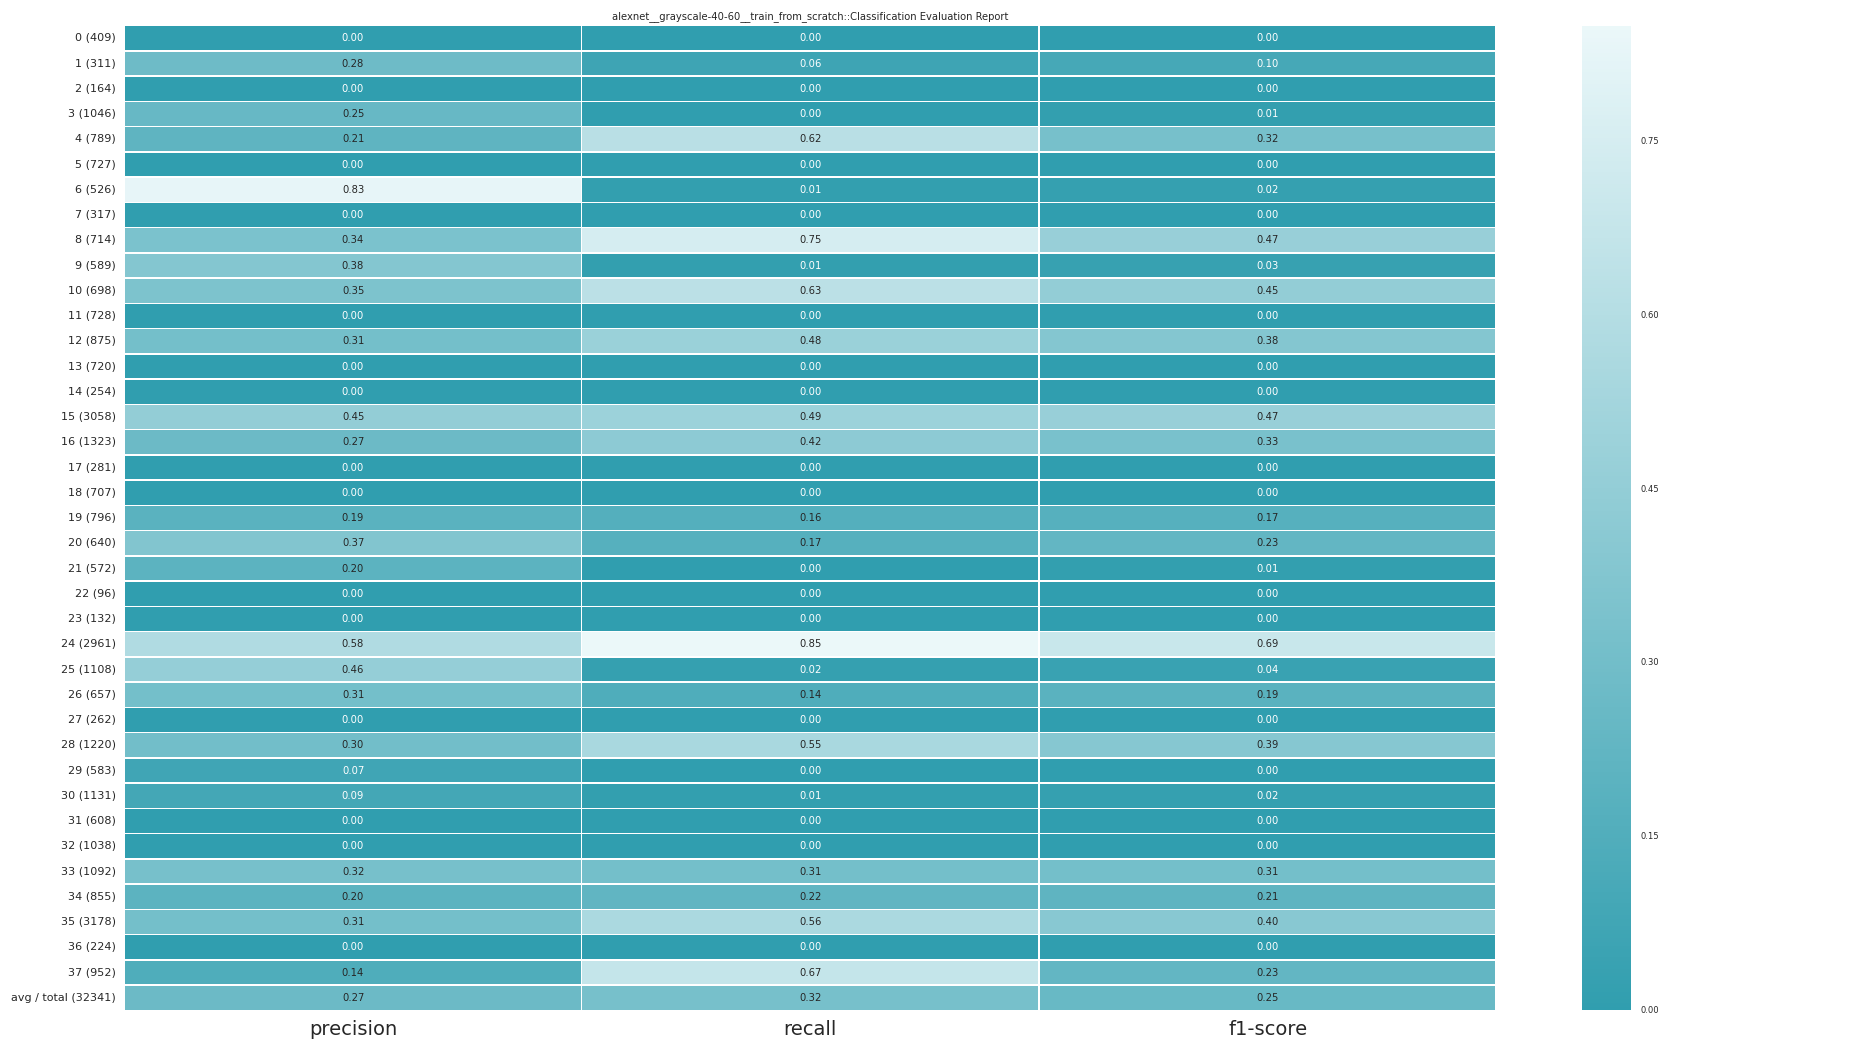 alexnet__grayscale-40-60__train_from_scratch::Classification Evaluation Report
0 (409) 0.00 0.00 0.00
1 (311) 0.28 0.06 0.10
2 (164) 0.00 0.00 0.00
3 (1046) 0.25 0.00 0.01
4 (789) 0.21 0.62 0.32
5 (727) 0.00 0.00 0.00
6 (526) 0.83 0.01 0.02
7 (317) 0.00 0.00 0.00
8 (714) 0.34 0.75 0.47
9 (589) 0.38 0.01 0.03
10 (698) 0.35 0.63 0.45
11 (728) 0.00 0.00 0.00
12 (875) 0.31 0.48 0.38
13 (720) 0.00 0.00 0.00
14 (254) 0.00 0.00 0.00
15 (3058) 0.45 0.49 0.47
16 (1323) 0.27 0.42 0.33
17 (281) 0.00 0.00 0.00
18 (707) 0.00 0.00 0.00
19 (796) 0.19 0.16 0.17
20 (640) 0.37 0.17 0.23
21 (572) 0.20 0.00 0.01
22 (96) 0.00 0.00 0.00
23 (132) 0.00 0.00 0.00
24 (2961) 0.58 0.85 0.69
25 (1108) 0.46 0.02 0.04
26 (657) 0.31 0.14 0.19
27 (262) 0.00 0.00 0.00
28 (1220) 0.30 0.55 0.39
29 (583) 0.07 0.00 0.00
30 (1131) 0.09 0.01 0.02
31 (608) 0.00 0.00 0.00
32 (1038) 0.00 0.00 0.00
33 (1092) 0.32 0.31 0.31
34 (855) 0.20 0.22 0.21
35 (3178) 0.31 0.56 0.40
36 (224) 0.00 0.00 0.00
37 (952) 0.14 0.67 0.23
avg / total (32341) 0.27 0.32 0.25
precision recall f1-score
0.75
0.60
0.45
0.30
0.15
0.00